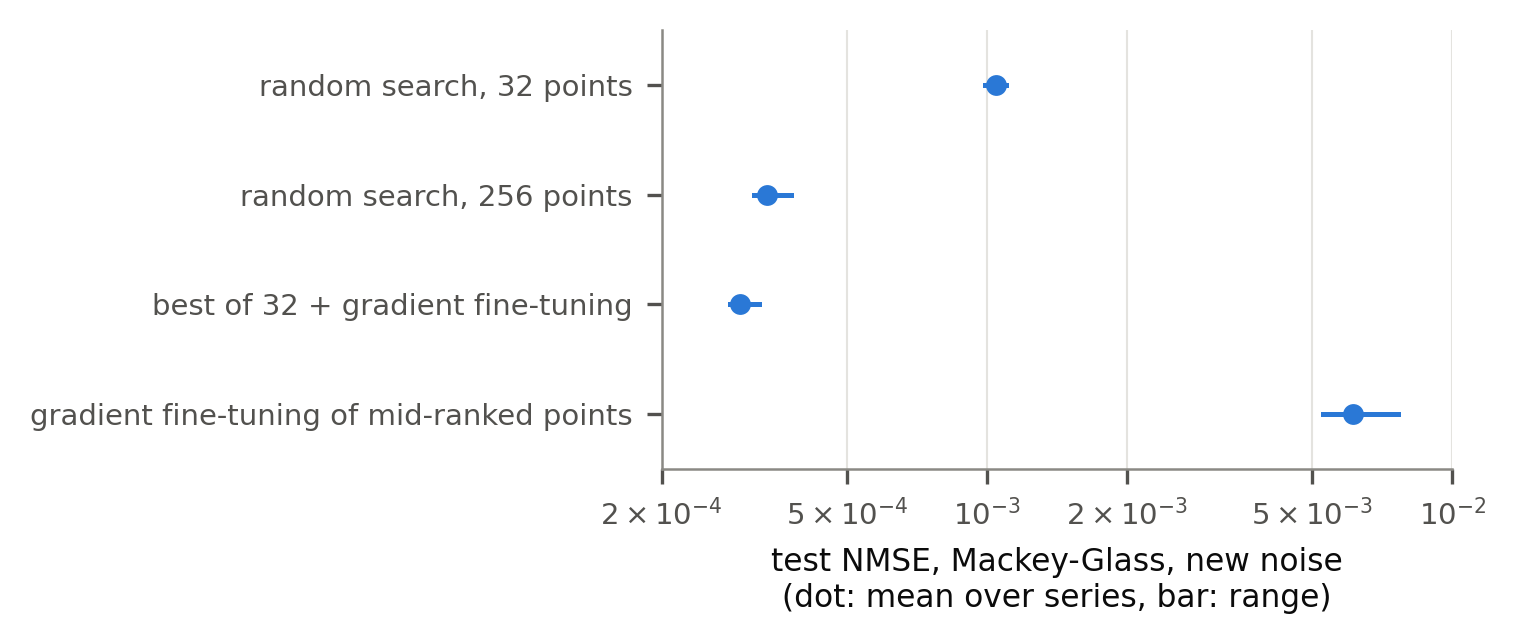 random search, 32 points
random search, 256 points
best of 32 + gradient fine-tuning
gradient fine-tuning of mid-ranked points
2 × 10⁻⁴ 5 × 10⁻⁴ 10⁻³ 2 × 10⁻³ 5 × 10⁻³ 10⁻²
test NMSE, Mackey-Glass, new noise
(dot: mean over series, bar: range)